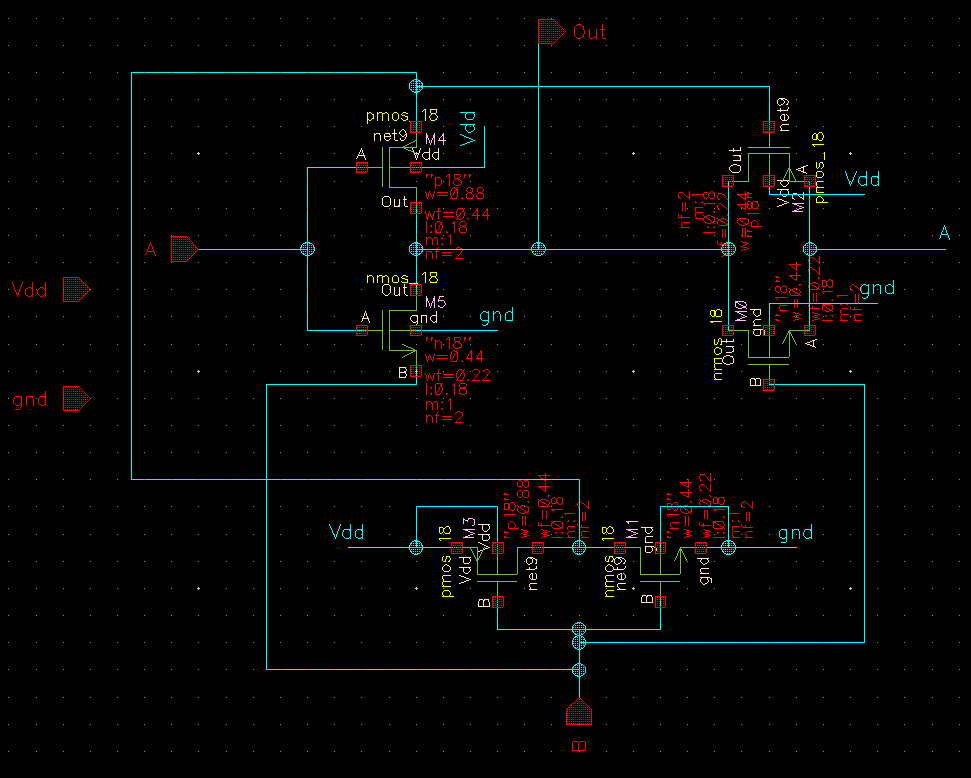 Out
pmos_18
net9
M4
Vdd
A
Vdd
"p18"
w=0.88
Out
wf=0.44
l:0.18
m:1
nf=2
A
nmos_18
Out
M5
A
gnd
gnd
"n18"
w=0.44
B
wf=0.22
l:0.18
m:1
nf=2
Vdd
gnd
net9
Out
pmos_18
A
Vdd
M2
Vdd
"p18"
w=0.44
wf=0.22
l:0.18
m:1
nf=2
A
gnd
"n18"
w=0.44
wf=0.22
l:0.18
m:1
nf=2
M0
gnd
nmos_18
Out
A
B
Vdd
pmos_18
M3
Vdd
Vdd
"p18"
w=0.88
wf=0.44
l:0.18
m:1
nf=2
net9
B
nmos_18
M1
gnd
net9
"n18"
w=0.44
wf=0.22
l:0.18
m:1
nf=2
gnd
gnd
B
B